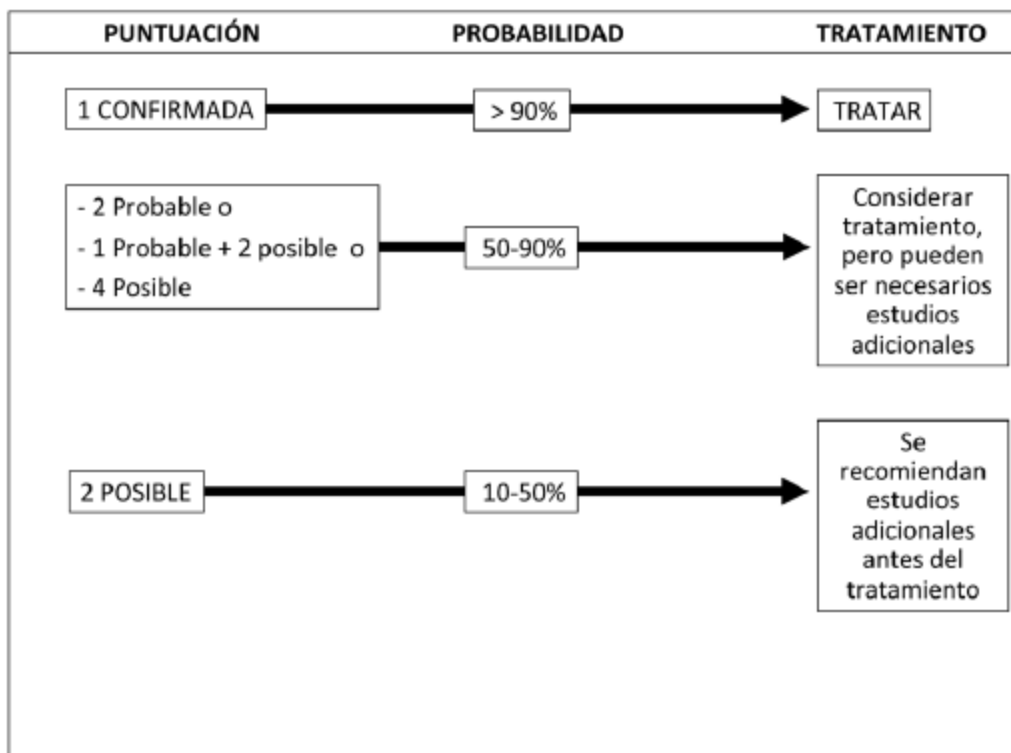 PUNTUACIÓN PROBABILIDAD TRATAMIENTO
1 CONFIRMADA > 90% TRATAR
- 2 Probable o
- 1 Probable + 2 posible o
- 4 Posible
50-90%
Considerar
tratamiento,
pero pueden
ser necesarios
estudios
adicionales
2 POSIBLE 10-50%
Se
recomiendan
estudios
adicionales
antes del
tratamiento